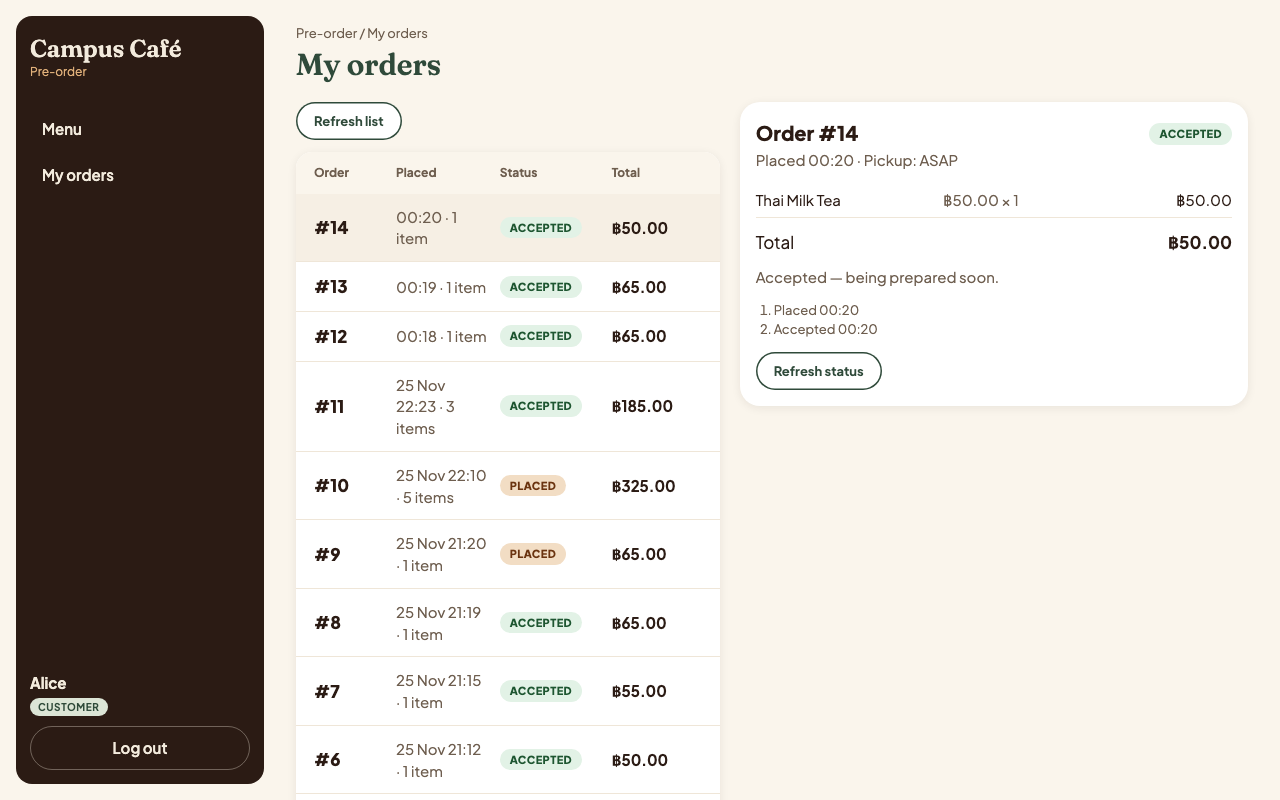 Campus Café
Pre-order
Menu
My orders
Alice
CUSTOMER
Log out
Pre-order / My orders
My orders
Refresh list
Order Placed Status Total
#14 00:20 · 1 item ACCEPTED ฿50.00
#13 00:19 · 1 item ACCEPTED ฿65.00
#12 00:18 · 1 item ACCEPTED ฿65.00
#11 25 Nov 22:23 · 3 items ACCEPTED ฿185.00
#10 25 Nov 22:10 · 5 items PLACED ฿325.00
#9 25 Nov 21:20 · 1 item PLACED ฿65.00
#8 25 Nov 21:19 · 1 item ACCEPTED ฿65.00
#7 25 Nov 21:15 · 1 item ACCEPTED ฿55.00
#6 25 Nov 21:12 · 1 item ACCEPTED ฿50.00
Order #14 ACCEPTED
Placed 00:20 · Pickup: ASAP
Thai Milk Tea ฿50.00 × 1 ฿50.00
Total ฿50.00
Accepted — being prepared soon.
1. Placed 00:20
2. Accepted 00:20
Refresh status